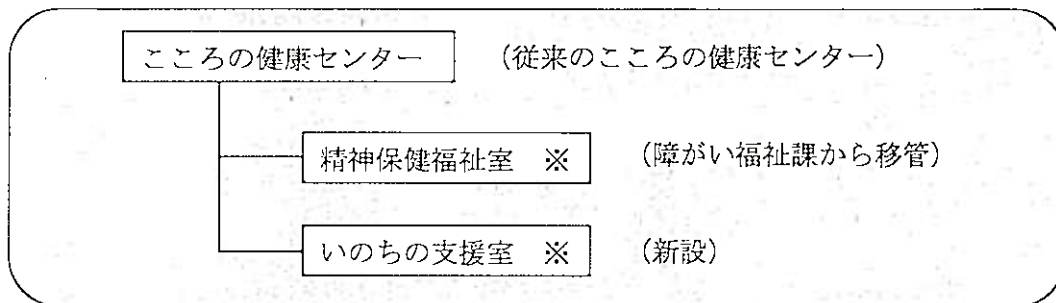 こころの健康センター （従来のこころの健康センター）
精神保健福祉室 ※ （障がい福祉課から移管）
いのちの支援室 ※ （新設）